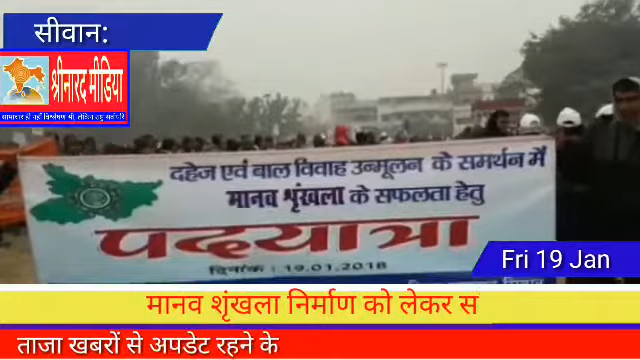 सीवान:
श्रीनारद मीडिया
दहेज एवं बाल विवाह उन्मूलन के समर्थन में
मानव शृंखला के सफलता हेतु
पदयात्रा
दिनांक : 19.01.2018
Fri 19 Jan
मानव शृंखला निर्माण को लेकर स
ताजा खबरों से अपडेट रहने के